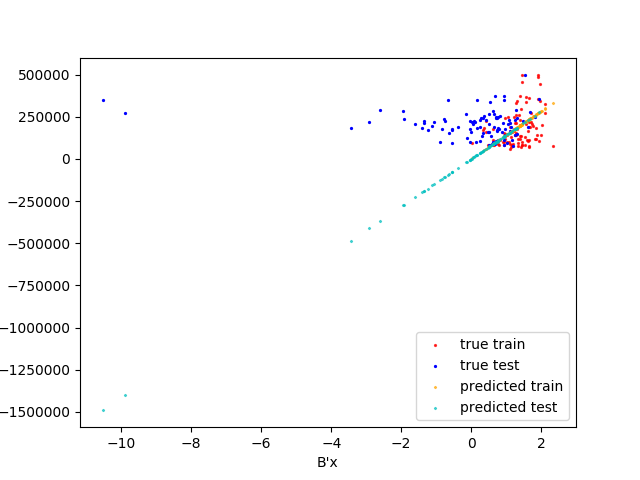 500000
250000
0
−250000
−500000
−750000
−1000000
−1250000
−1500000
true train
true test
predicted train
predicted test
−10 −8 −6 −4 −2 0 2
B'x